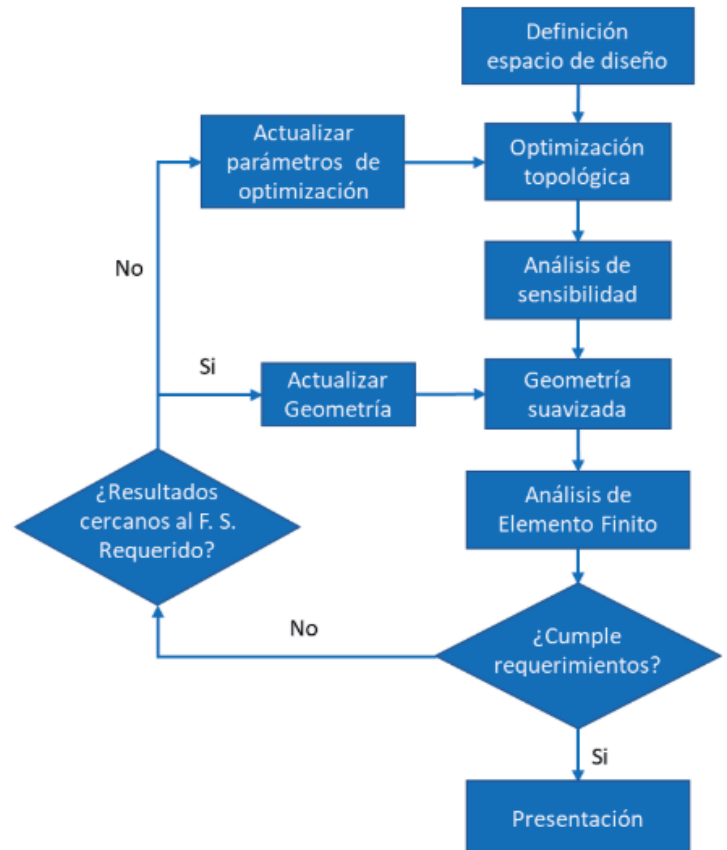 Definición
espacio de diseño
Actualizar
parámetros de
optimización
Optimización
topológica
No
Análisis de
sensibilidad
Si
Actualizar
Geometría
Geometría
suavizada
¿Resultados
cercanos al F. S.
Requerido?
Análisis de
Elemento Finito
No
¿Cumple
requerimientos?
Si
Presentación